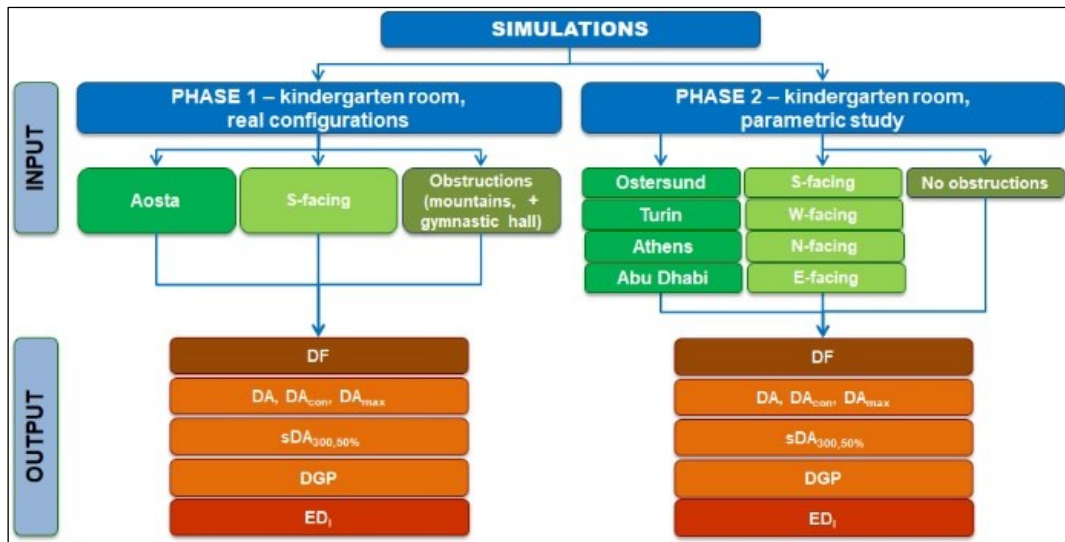 SIMULATIONS
INPUT
PHASE 1 – kindergarten room,
real configurations
Aosta
S-facing
Obstructions
(mountains, +
gymnastic hall)
PHASE 2 – kindergarten room,
parametric study
Ostersund
Turin
Athens
Abu Dhabi
S-facing
W-facing
N-facing
E-facing
No obstructions
OUTPUT
DF
DA, DAcon, DAmax
sDA300,50%
DGP
EDl
DF
DA, DAcon, DAmax
sDA300,50%
DGP
EDl